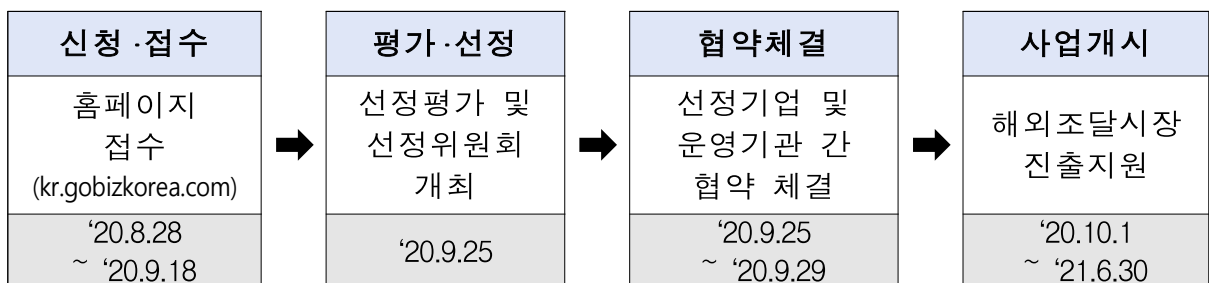 신청·접수
홈페이지
접수
(kr.gobizkorea.com)
‘20.8.28
~ ‘20.9.18
평가·선정
선정평가 및
선정위원회
개최
‘20.9.25
협약체결
선정기업 및
운영기관 간
협약 체결
‘20.9.25
~ ‘20.9.29
사업개시
해외조달시장
진출지원
‘20.10.1
~ ‘21.6.30